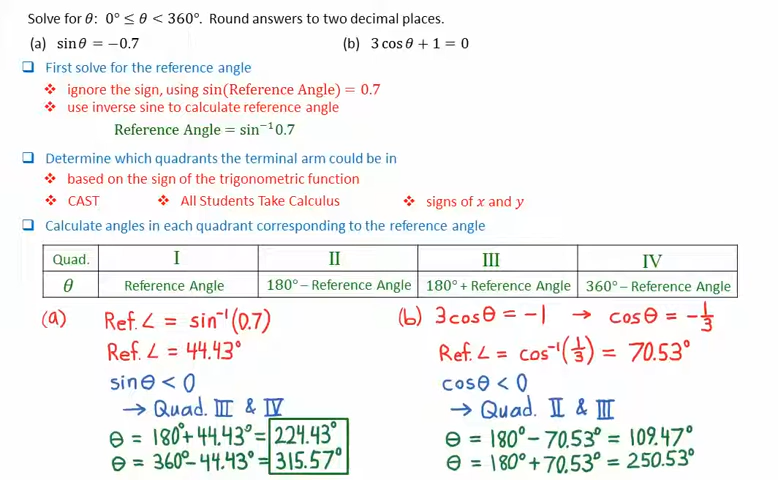 Solve for θ: 0° ≤ θ < 360°. Round answers to two decimal places.
(a) sin θ = −0.7 (b) 3 cos θ + 1 = 0
First solve for the reference angle
ignore the sign, using sin(Reference Angle) = 0.7
use inverse sine to calculate reference angle
Reference Angle = sin⁻¹0.7
Determine which quadrants the terminal arm could be in
based on the sign of the trigonometric function
CAST All Students Take Calculus signs of x and y
Calculate angles in each quadrant corresponding to the reference angle
Quad. I II III IV
θ Reference Angle 180° − Reference Angle 180° + Reference Angle 360° − Reference Angle
(a) Ref. ∠ = sin⁻¹(0.7) (b) 3cosθ = −1 → cosθ = −1/3
Ref. ∠ = 44.43° Ref. ∠ = cos⁻¹(1/3) = 70.53°
sinθ < 0 cosθ < 0
→ Quad. III & IV → Quad. II & III
θ = 180° + 44.43° = 224.43° θ = 180° − 70.53° = 109.47°
θ = 360° − 44.43° = 315.57° θ = 180° + 70.53° = 250.53°